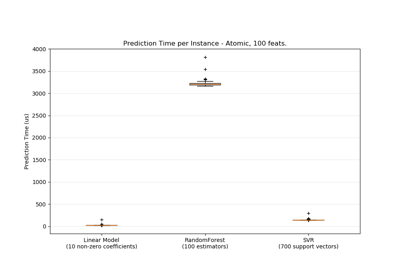 Prediction Time per Instance - Atomic, 100 feats.
4000
3500
3000
2500
2000
1500
1000
500
0
Prediction Time (us)
Linear Model
(10 non-zero coefficients)
RandomForest
(100 estimators)
SVR
(700 support vectors)